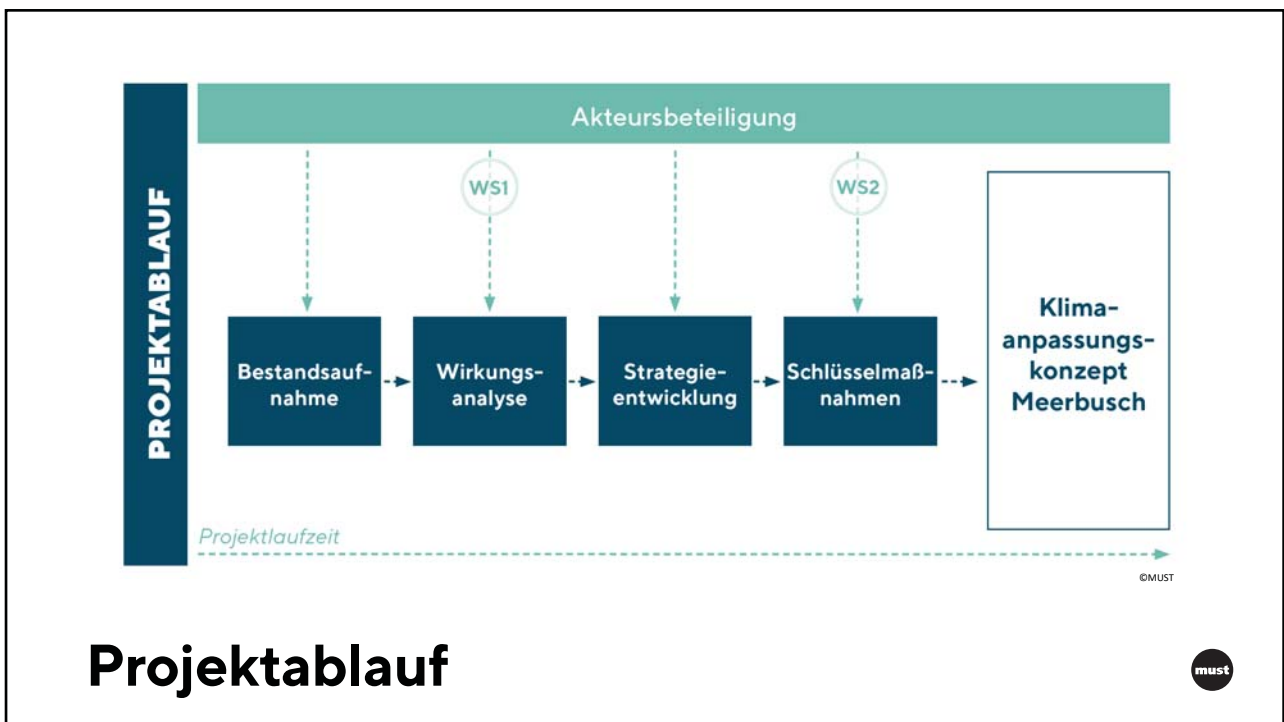 PROJEKTABLAUF
Akteursbeteiligung
WS1
WS2
Bestandsauf-
nahme
Wirkungs-
analyse
Strategie-
entwicklung
Schlüsselmaß-
nahmen
Klima-
anpassungs-
konzept
Meerbusch
Projektlaufzeit
©MUST
Projektablauf
must